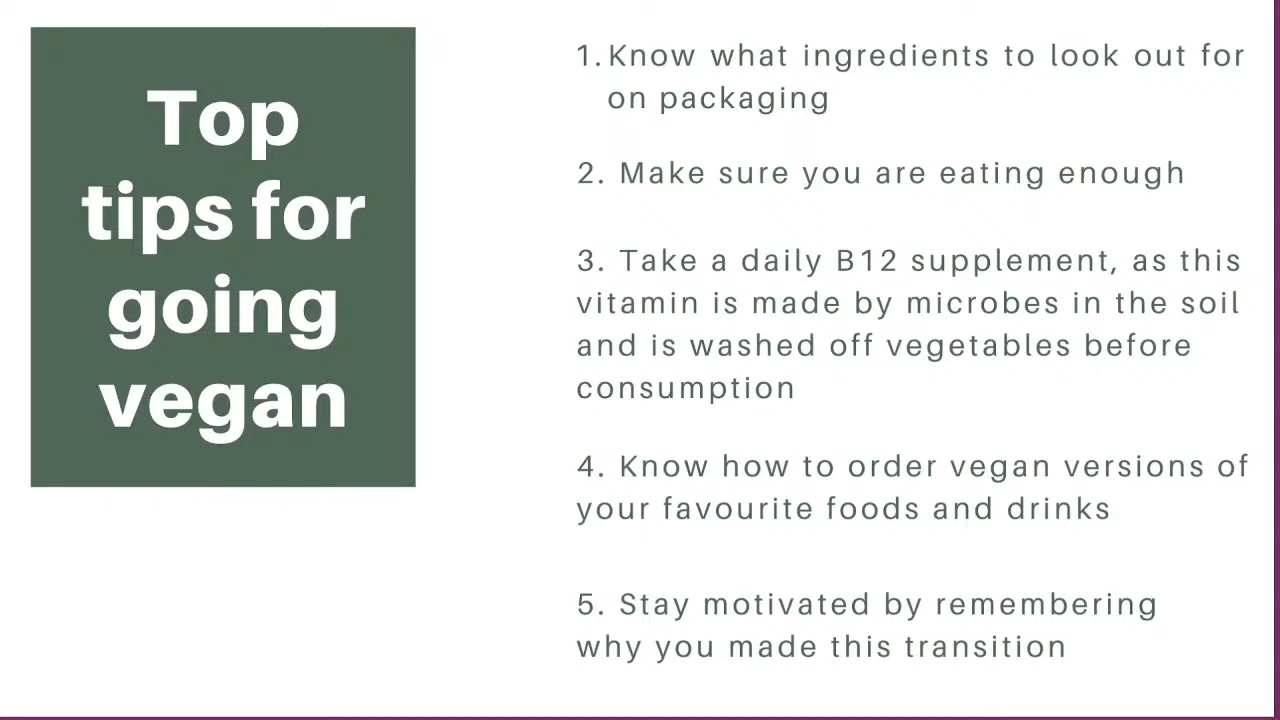 Top
tips for
going
vegan
1. Know what ingredients to look out for
on packaging
2. Make sure you are eating enough
3. Take a daily B12 supplement, as this
vitamin is made by microbes in the soil
and is washed off vegetables before
consumption
4. Know how to order vegan versions of
your favourite foods and drinks
5. Stay motivated by remembering
why you made this transition